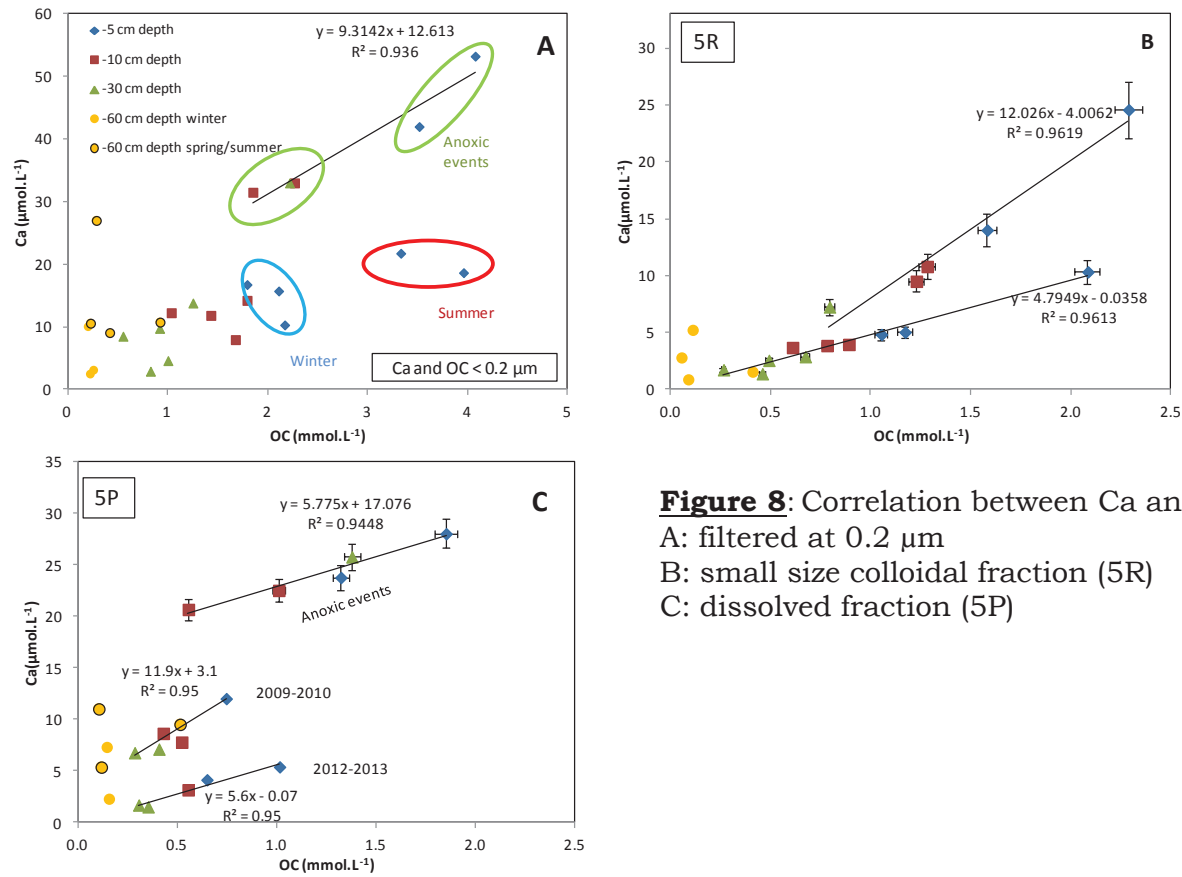 60
50
40
30
20
10
0
Ca (µmol.L-1)
-5 cm depth
-10 cm depth
-30 cm depth
-60 cm depth winter
-60 cm depth spring/summer
y = 9.3142x + 12.613
R² = 0.936
A
Anoxic
events
Summer
Winter
Ca and OC < 0.2 µm
0 1 2 3 4 5
OC (mmol.L-1)
30
25
20
15
10
5
0
Ca(µmol.L-1)
5R
B
y = 12.026x - 4.0062
R² = 0.9619
y = 4.7949x - 0.0358
R² = 0.9613
0.0 0.5 1.0 1.5 2.0 2.5
OC (mmol.L-1)
35
30
25
20
15
10
5
0
Ca(µmol.L-1)
5P
C
y = 5.775x + 17.076
R² = 0.9448
Anoxic events
y = 11.9x + 3.1
R² = 0.95
2009-2010
2012-2013
y = 5.6x - 0.07
R² = 0.95
0.0 0.5 1.0 1.5 2.0 2.5
OC (mmol.L-1)
Figure 8: Correlation between Ca an
A: filtered at 0.2 µm
B: small size colloidal fraction (5R)
C: dissolved fraction (5P)